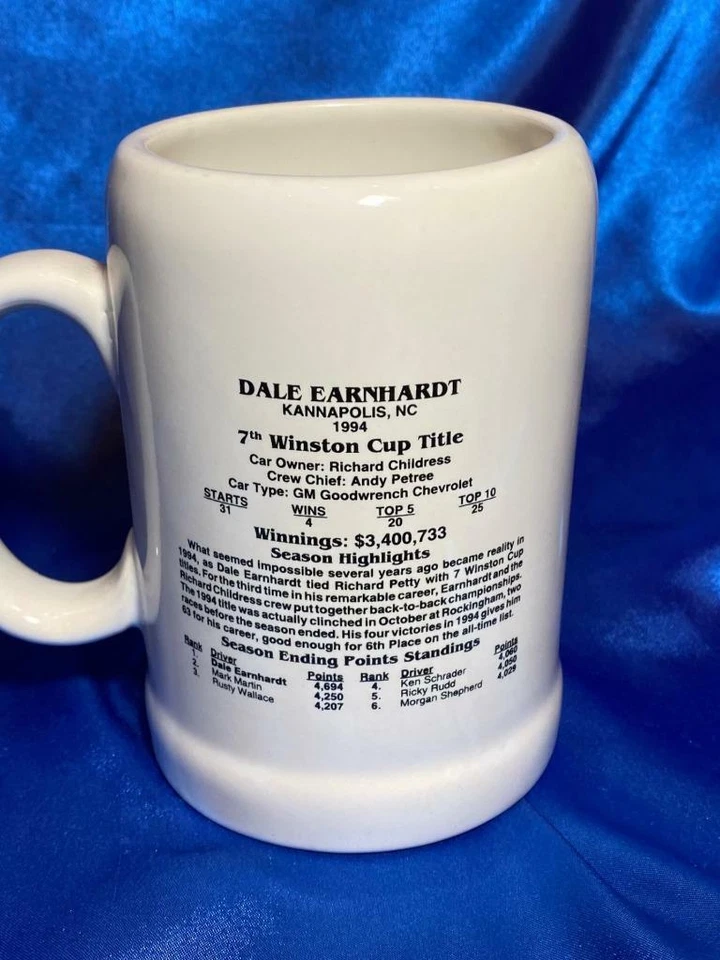 DALE EARNHARDT
KANNAPOLIS, NC
1994
7th Winston Cup Title
Car Owner: Richard Childress
Crew Chief: Andy Petree
Car Type: GM Goodwrench Chevrolet
STARTS WINS TOP 5 TOP 10
31 4 20 25
Winnings: $3,400,733
Season Highlights
What seemed impossible several years ago became reality in
1994, as Dale Earnhardt tied Richard Petty with 7 Winston Cup
titles. For the third time in his remarkable career, Earnhardt and the
Richard Childress crew put together back-to-back championships.
The 1994 title was actually clinched in October at Rockingham, two
races before the season ended. His four victories in 1994 gives him
63 for his career, good enough for 6th Place on the all-time list.
Season Ending Points Standings
Rank Driver Points Rank Driver Points
1. Dale Earnhardt 4,694 4. Ken Schrader 4,060
2. Mark Martin 4,250 5. Ricky Rudd 4,050
3. Rusty Wallace 4,207 6. Morgan Shepherd 4,029